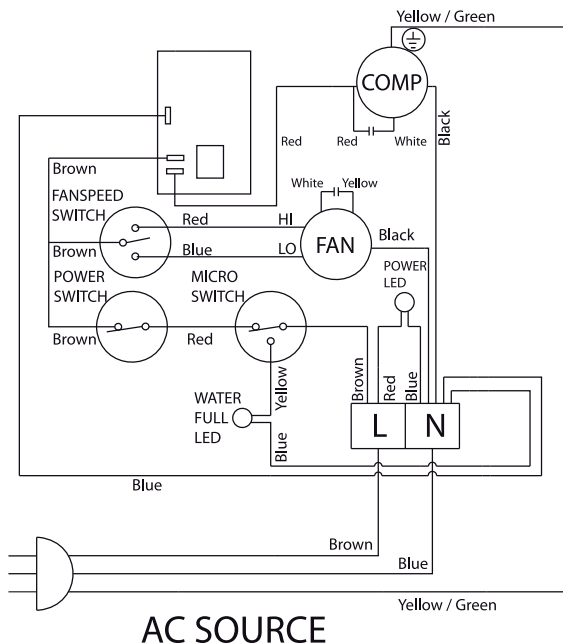 Yellow / Green
COMP
Black
Red
Red
White
Brown
FANSPEED
SWITCH
White
Yellow
Red
HI
FAN
Black
Brown
Blue
LO
POWER
SWITCH
MICRO
SWITCH
POWER
LED
Brown
Red
Yellow
Brown
Red
Blue
WATER
FULL
LED
L
N
Blue
Blue
Brown
Blue
Yellow / Green
AC SOURCE